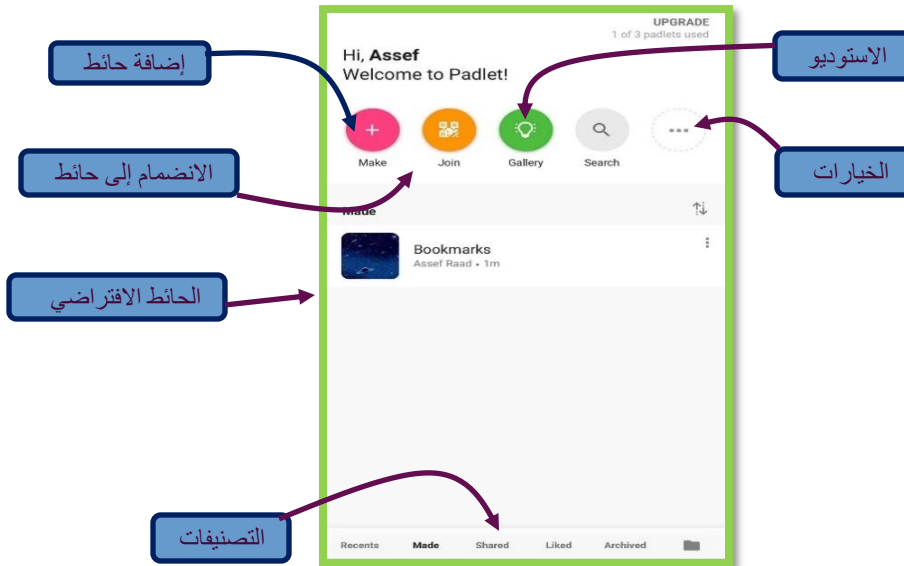 UPGRADE
1 of 3 padlets used
Hi, Assef
Welcome to Padlet!
إضافة حائط
الاستوديو
Make
Join
Gallery
Search
الانضمام إلى حائط
الخيارات
Made
Bookmarks
Assef Raad • 1m
الحائط الافتراضي
التصنيفات
Recents
Made
Shared
Liked
Archived